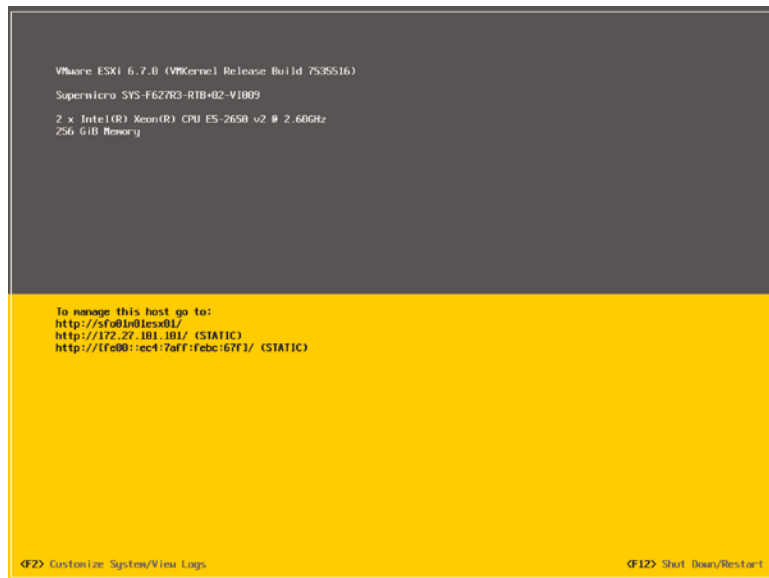 VMware ESXi 6.7.0 (VMKernel Release Build 7535516)
Supermicro SYS-F627R3-RTB+02-VI009
2 x Intel(R) Xeon(R) CPU E5-2650 v2 @ 2.60GHz
256 GiB Memory
To manage this host go to:
http://sfo01m01esx01/
http://172.27.101.101/ (STATIC)
http://[fe80::ec4:7aff:febc:67f]/ (STATIC)
<F2> Customize System/View Logs
<F12> Shut Down/Restart